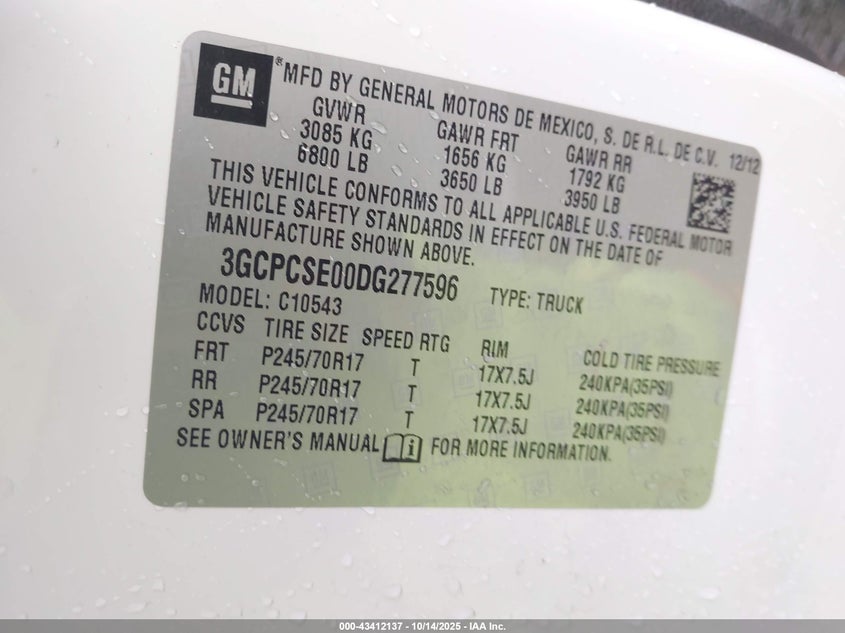 GM
® MFD BY GENERAL MOTORS DE MEXICO, S. DE R.L. DE C.V. 12/12
GVWR GAWR FRT GAWR RR
3085 KG 1656 KG 1792 KG
6800 LB 3650 LB 3950 LB
THIS VEHICLE CONFORMS TO ALL APPLICABLE U.S. FEDERAL MOTOR
VEHICLE SAFETY STANDARDS IN EFFECT ON THE DATE OF
MANUFACTURE SHOWN ABOVE.
3GCPCSE00DG277596 TYPE: TRUCK
MODEL: C10543
CCVS TIRE SIZE SPEED RTG RIM COLD TIRE PRESSURE
FRT P245/70R17 T 17X7.5J 240KPA(35PSI)
RR P245/70R17 T 17X7.5J 240KPA(35PSI)
SPA P245/70R17 T 17X7.5J 240KPA(35PSI)
SEE OWNER'S MANUAL FOR MORE INFORMATION.
000-43412137 - 10/14/2025 - IAA Inc.